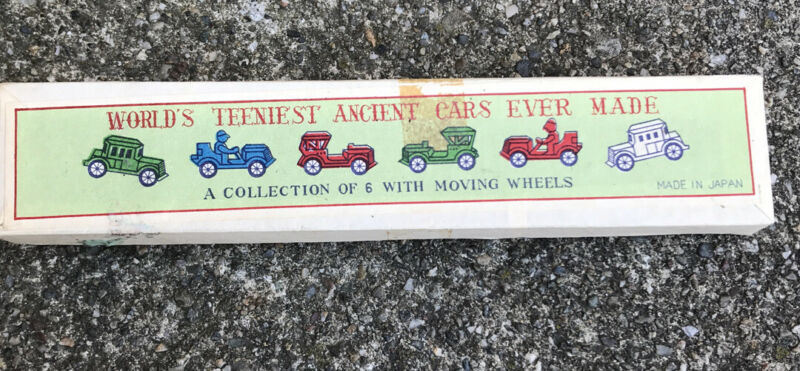 WORLD'S TEENIEST ANCIENT CARS EVER MADE
A COLLECTION OF 6 WITH MOVING WHEELS
MADE IN JAPAN